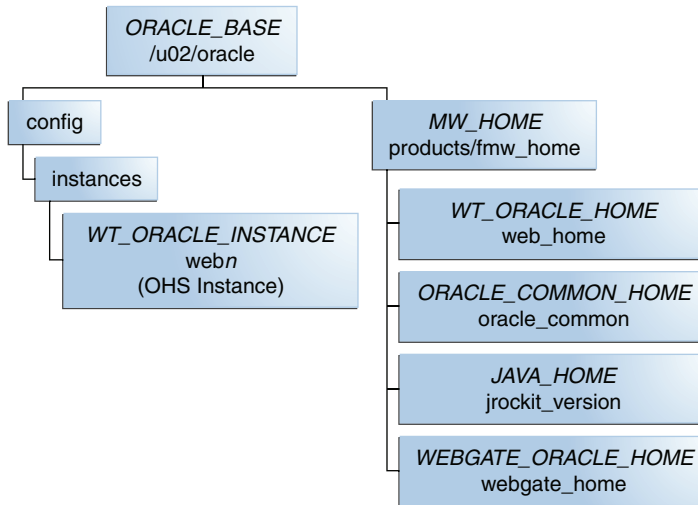 ORACLE_BASE
/u02/oracle
config
instances
WT_ORACLE_INSTANCE
webn
(OHS Instance)
MW_HOME
products/fmw_home
WT_ORACLE_HOME
web_home
ORACLE_COMMON_HOME
oracle_common
JAVA_HOME
jrockit_version
WEBGATE_ORACLE_HOME
webgate_home